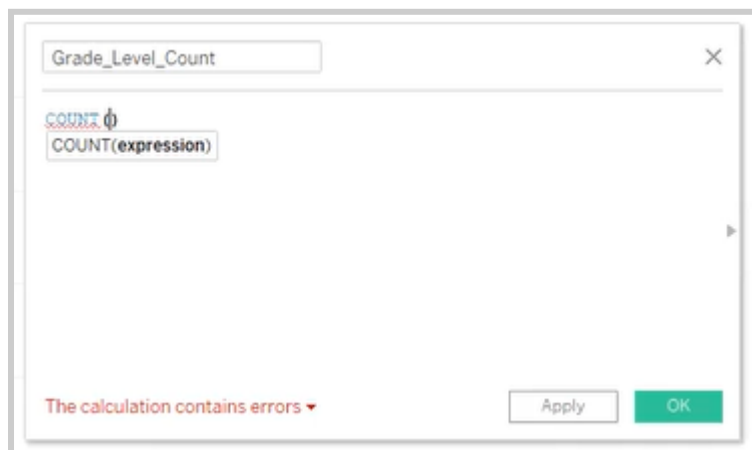 Grade_Level_Count
COUNT ()
COUNT(expression)
The calculation contains errors
Apply
OK